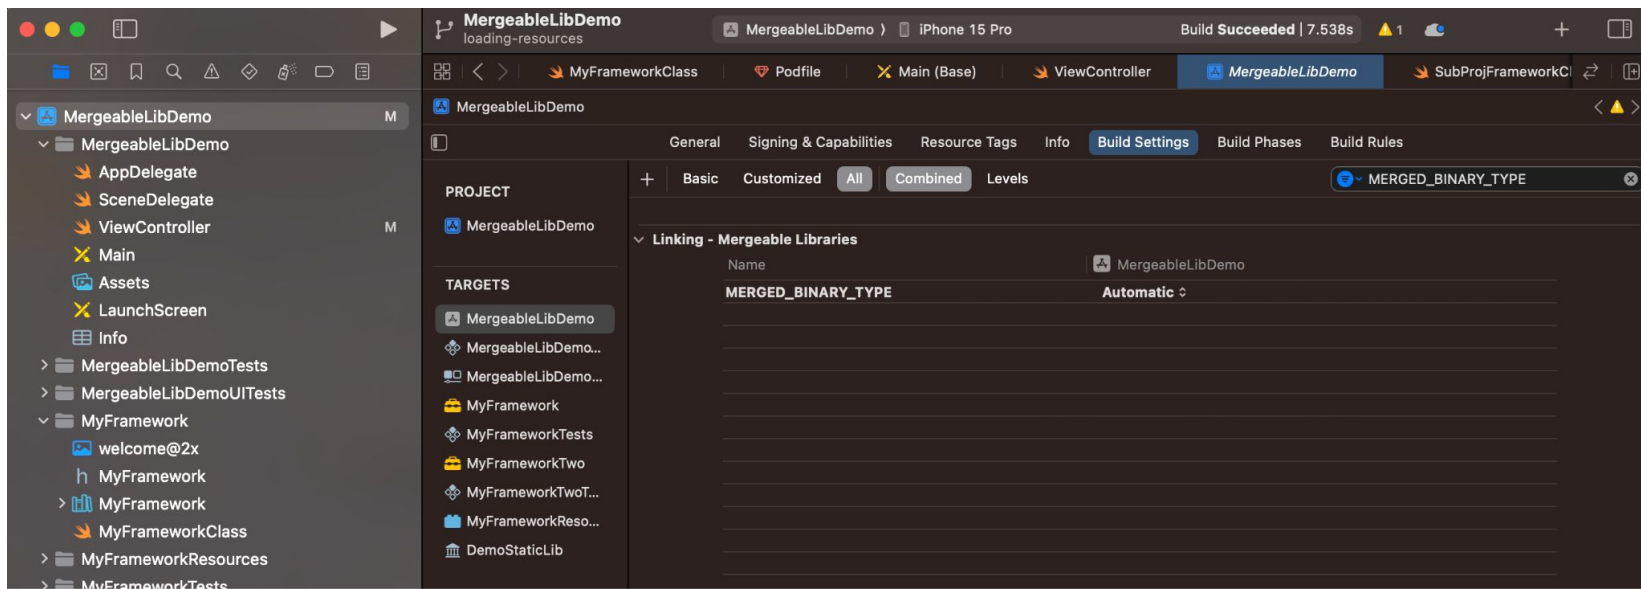 MergeableLibDemo
loading-resources
MergeableLibDemo
iPhone 15 Pro
Build Succeeded | 7.538s
1
MyFrameworkClass
Podfile
Main (Base)
ViewController
MergeableLibDemo
SubProjFrameworkCl
MergeableLibDemo
General
Signing & Capabilities
Resource Tags
Info
Build Settings
Build Phases
Build Rules
Basic
Customized
All
Combined
Levels
MERGED_BINARY_TYPE
MergeableLibDemo M
MergeableLibDemo
AppDelegate
SceneDelegate
ViewController M
Main
Assets
LaunchScreen
Info
MergeableLibDemoTests
MergeableLibDemoUITests
MyFramework
welcome@2x
h MyFramework
MyFramework
MyFrameworkClass
MyFrameworkResources
MyFrameworkTests
PROJECT
MergeableLibDemo
TARGETS
MergeableLibDemo
MergeableLibDemo...
MergeableLibDemo...
MyFramework
MyFrameworkTests
MyFrameworkTwo
MyFrameworkTwoT...
MyFrameworkReso...
DemoStaticLib
Linking - Mergeable Libraries
Name
MergeableLibDemo
MERGED_BINARY_TYPE
Automatic